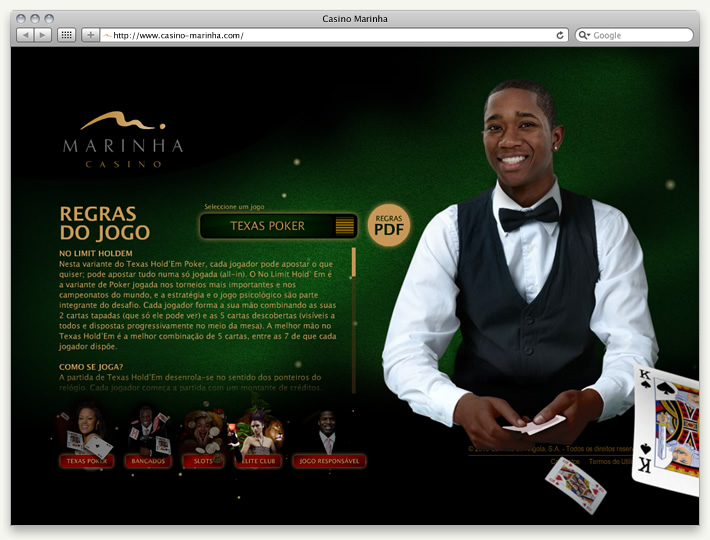 Casino Marinha
http://www.casino-marinha.com/
Google
MARINHA
CASINO
REGRAS
DO JOGO
Seleccione um jogo
TEXAS POKER
REGRAS
PDF
NO LIMIT HOLDEM
Nesta variante do Texas Hold'Em Poker, cada jogador pode apostar o que
quiser; pode apostar tudo numa só jogada (all-in). O No Limit Hold' Em é
a variante de Poker jogada nos torneios mais importantes e nos
campeonatos do mundo, e a estratégia e o jogo psicológico são parte
integrante do desafio. Cada jogador forma a sua mão combinando as suas
2 cartas tapadas (que só ele pode ver) e as 5 cartas descobertas (visíveis a
todos e dispostas progressivamente no meio da mesa). A melhor mão no
Texas Hold'Em é a melhor combinação de 5 cartas, entre as 7 de que cada
jogador dispõe.
COMO SE JOGA?
A partida de Texas Hold'Em desenrola-se no sentido dos ponteiros do
relógio. Cada jogador começa a partida com um montante de créditos
TEXAS POKER
BANCADOS
SLOTS
ELITE CLUB
JOGO RESPONSÁVEL
S.A. - Todos os direitos
Termos de
K
K